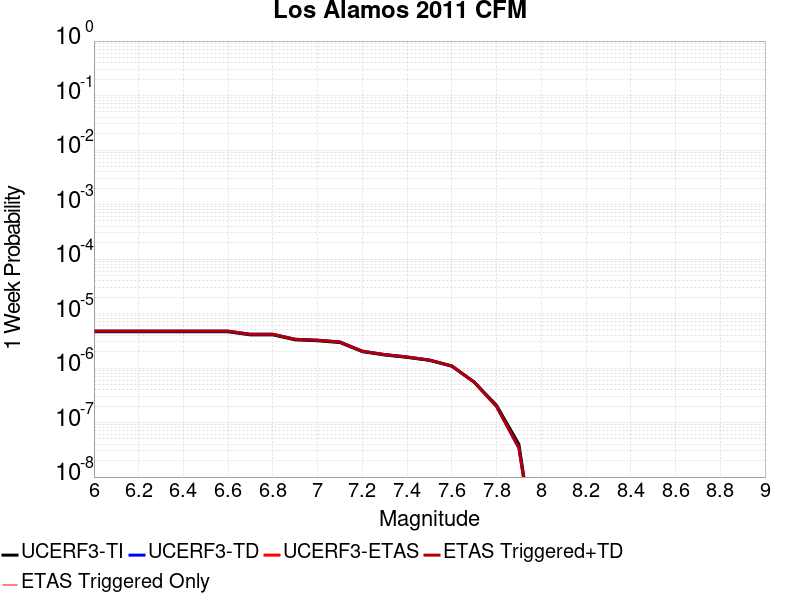 Los Alamos 2011 CFM
1 Week Probability
10^0
10^-1
10^-2
10^-3
10^-4
10^-5
10^-6
10^-7
10^-8
6 6.2 6.4 6.6 6.8 7 7.2 7.4 7.6 7.8 8 8.2 8.4 8.6 8.8 9
Magnitude
UCERF3-TI UCERF3-TD UCERF3-ETAS ETAS Triggered+TD
ETAS Triggered Only